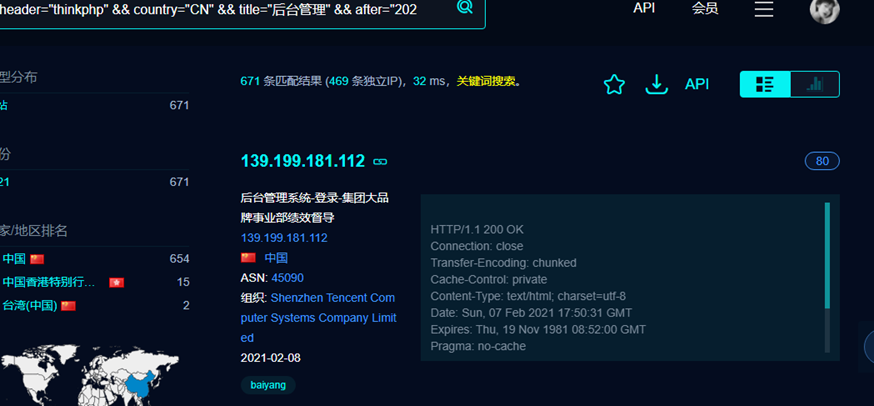 header="thinkphp" && country="CN" && title="后台管理" && after="202
API
会员
型分布
站
671
671 条匹配结果 (469 条独立IP)，32 ms，关键词搜索。
API
份
21
671
139.199.181.112
80
后台管理系统-登录-集团大品
牌事业部绩效督导
139.199.181.112
中国
ASN: 45090
组织: Shenzhen Tencent Com
puter Systems Company Limit
ed
2021-02-08
baiyang
HTTP/1.1 200 OK
Connection: close
Transfer-Encoding: chunked
Cache-Control: private
Content-Type: text/html; charset=utf-8
Date: Sun, 07 Feb 2021 17:50:31 GMT
Expires: Thu, 19 Nov 1981 08:52:00 GMT
Pragma: no-cache
家/地区排名
中国
654
中国香港特别行...
15
台湾(中国)
2